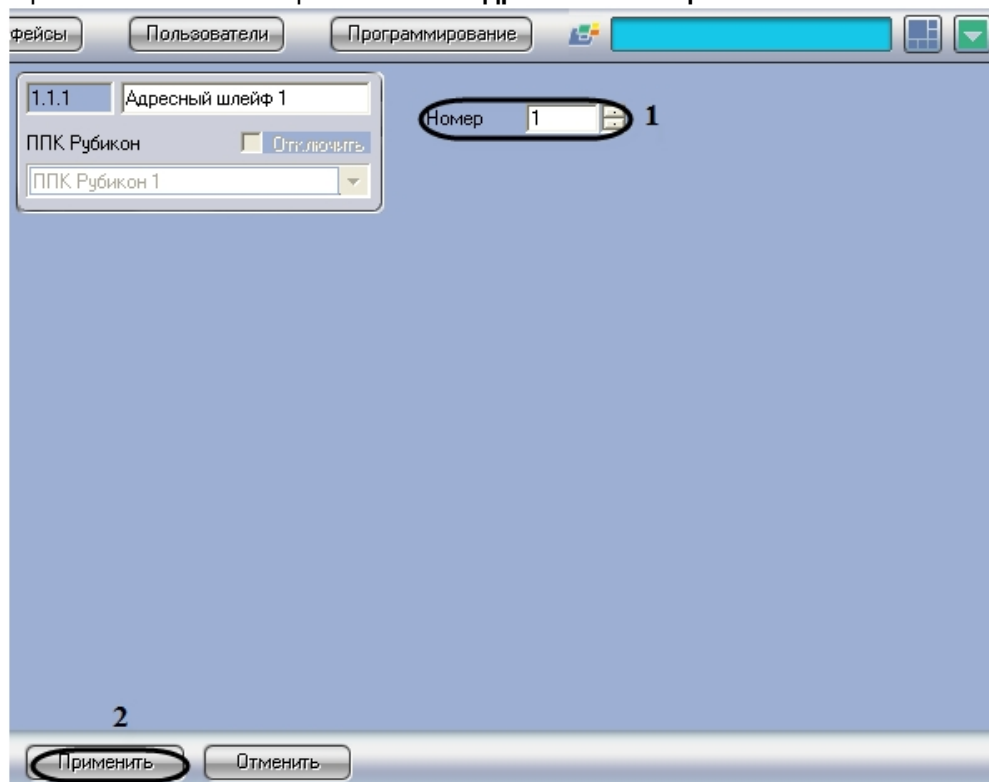 фейсы Пользователи Программирование
1.1.1 Адресный шлейф 1
Номер 1 1
ППК Рубикон Отключить
ППК Рубикон 1
2
Применить Отменить